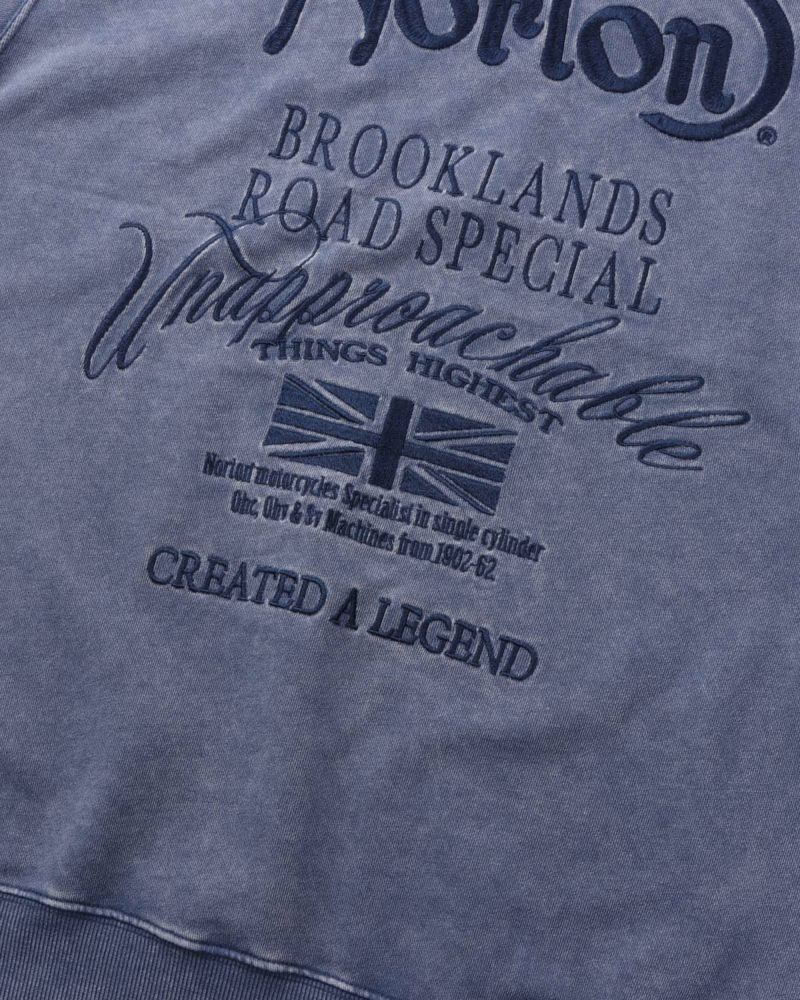 Norton®
BROOKLANDS
ROAD SPECIAL
Unapproachable
THINGS HIGHEST
Norton motorcycles Specialist in single cylinder
Ohc, Ohv & Sv Machines from 1902-62
CREATED A LEGEND